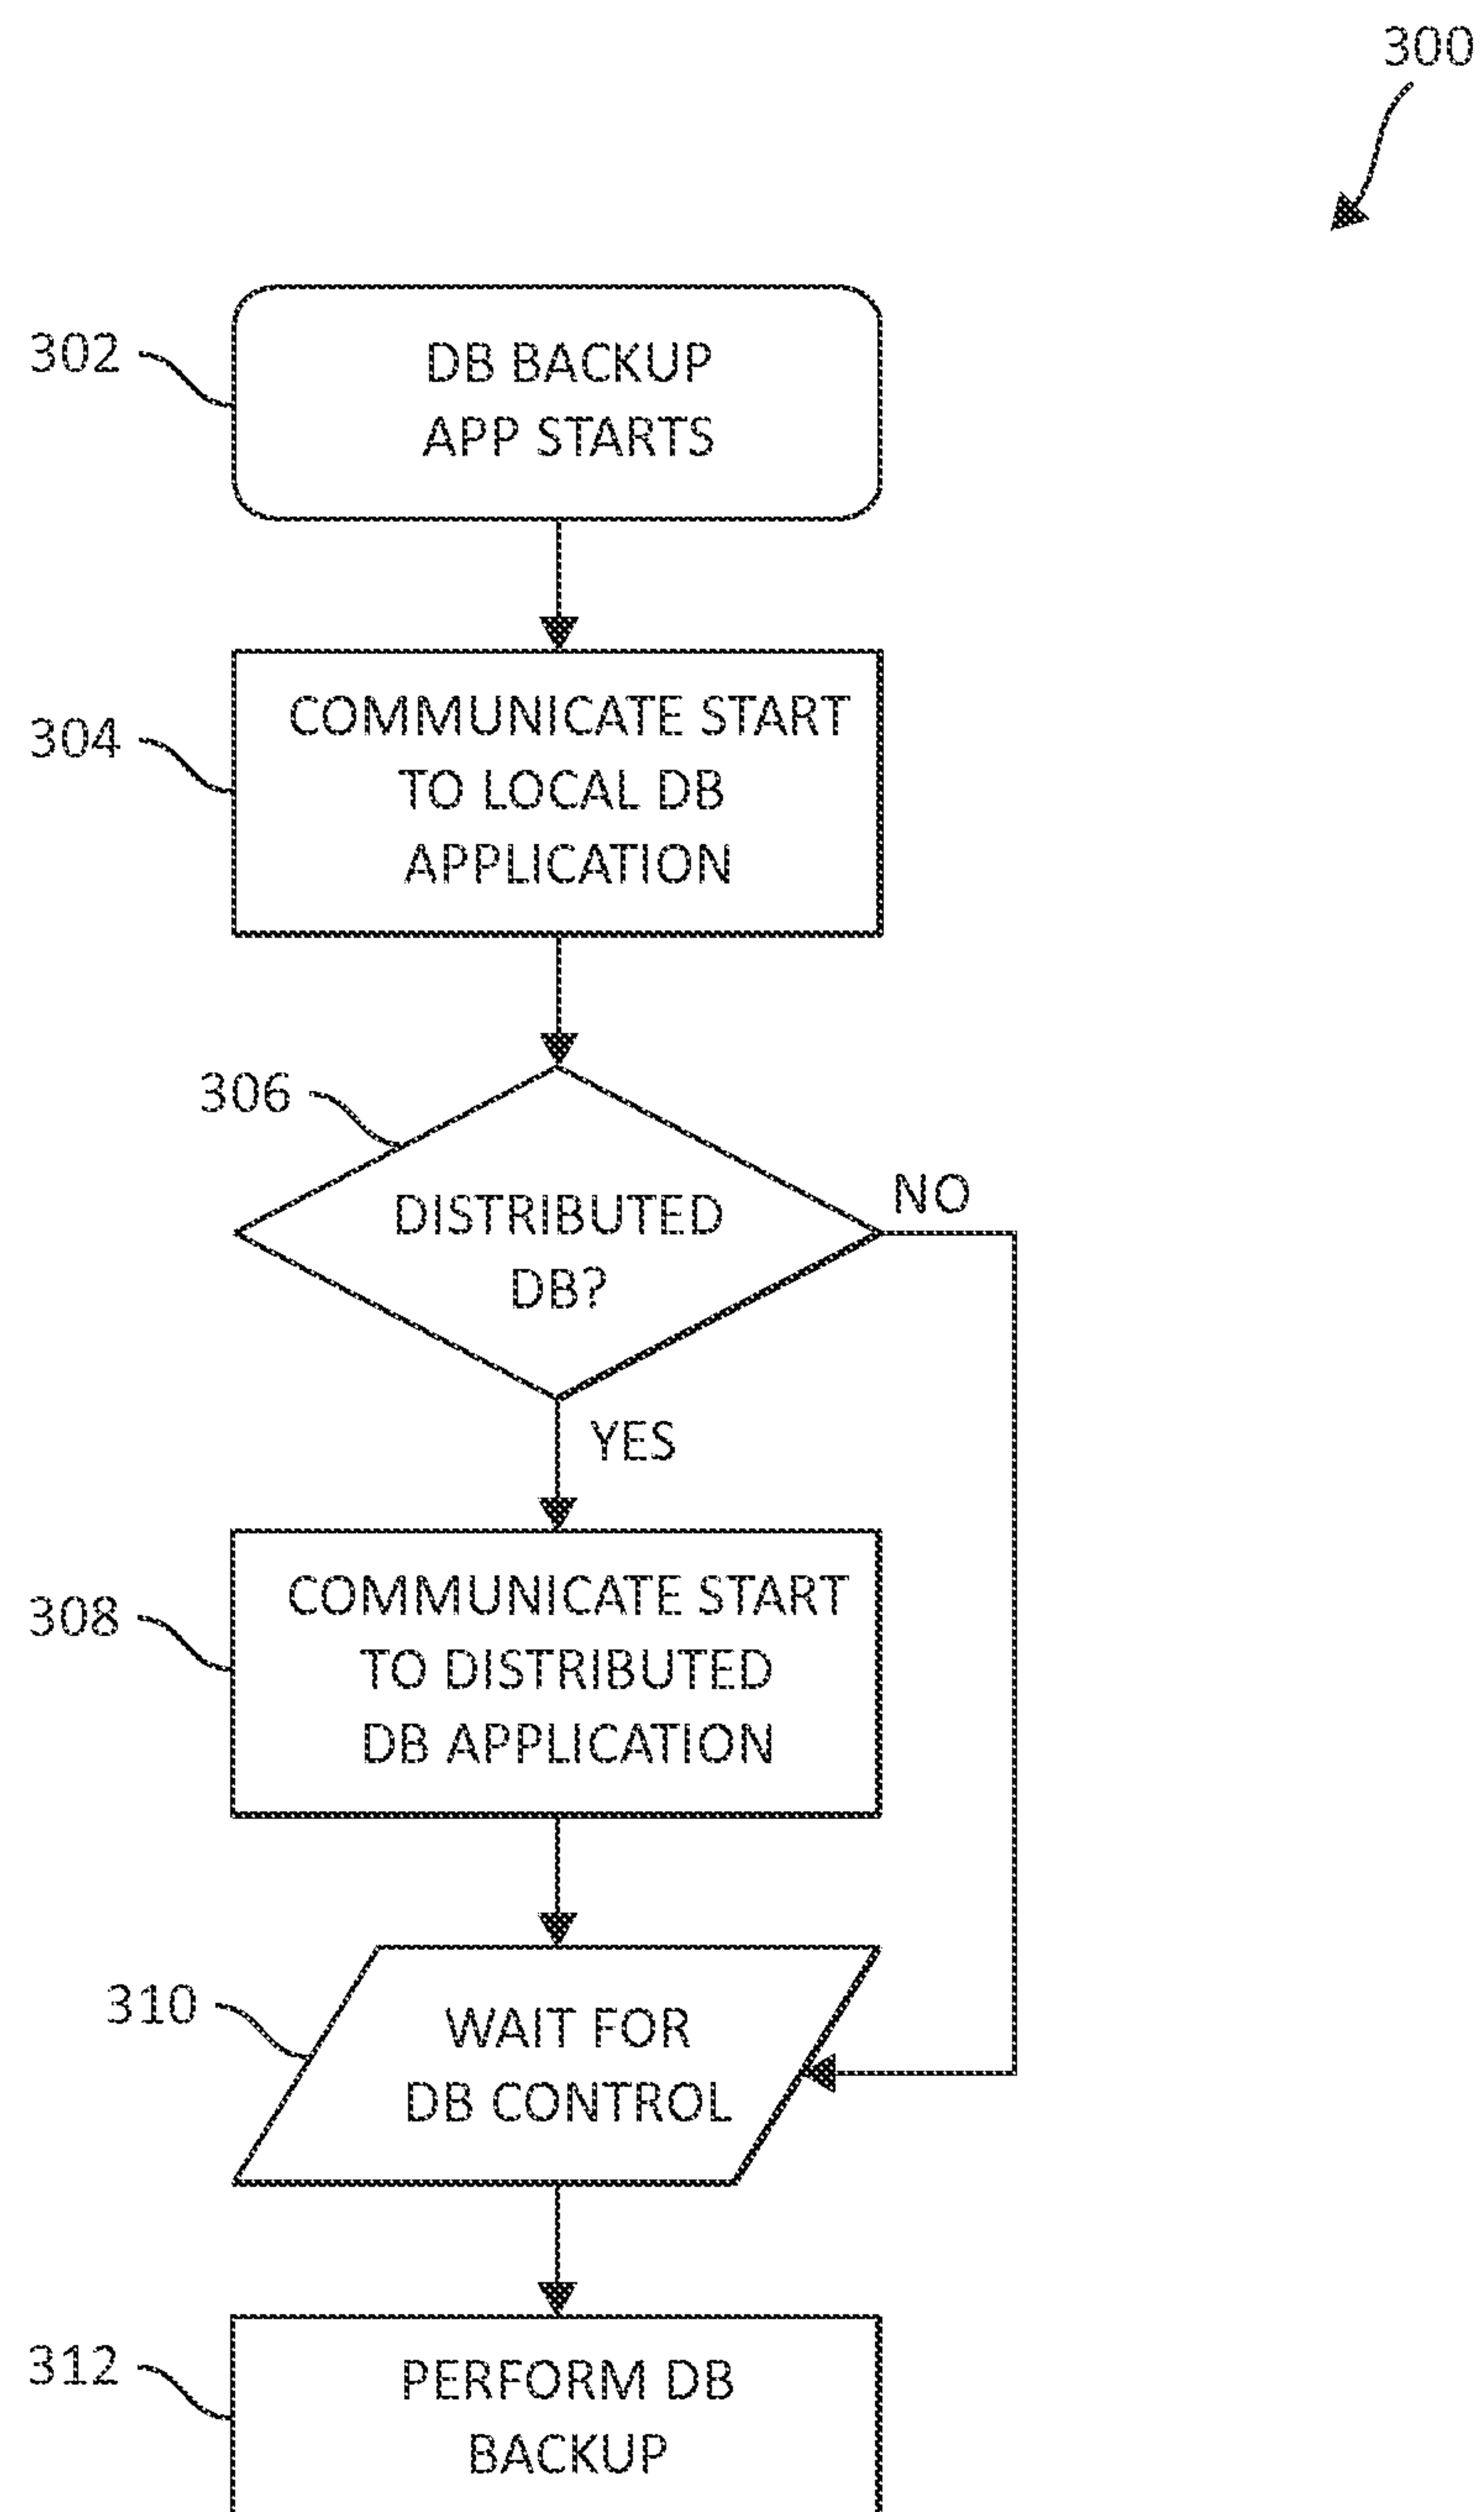 300
302
DB BACKUP
APP STARTS
304
COMMUNICATE START
TO LOCAL DB
APPLICATION
306
DISTRIBUTED
DB?
NO
YES
308
COMMUNICATE START
TO DISTRIBUTED
DB APPLICATION
310
WAIT FOR
DB CONTROL
312
PERFORM DB
BACKUP